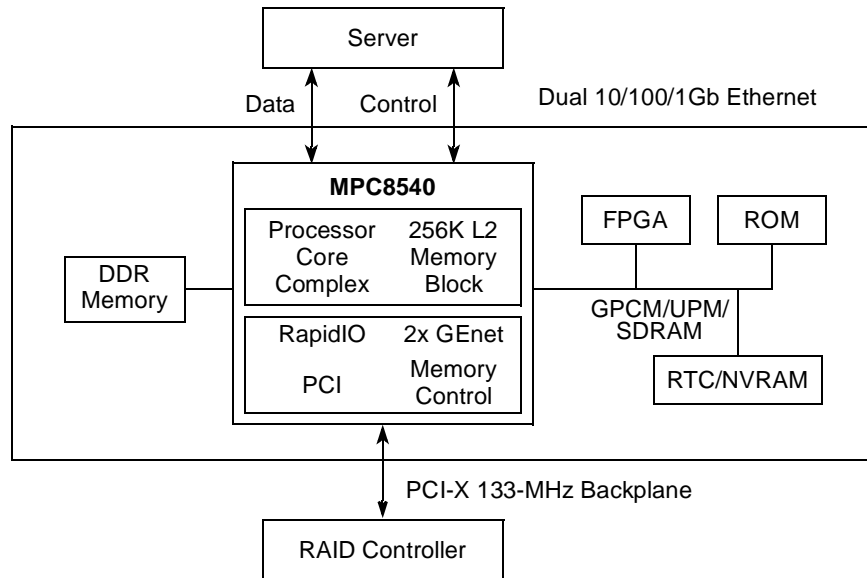 Server
Data
Control
Dual 10/100/1Gb Ethernet
MPC8540
Processor
Core
Complex
256K L2
Memory
Block
FPGA
ROM
DDR
Memory
GPCM/UPM/
SDRAM
RapidIO
2x GEnet
PCI
Memory
Control
RTC/NVRAM
PCI-X 133-MHz Backplane
RAID Controller